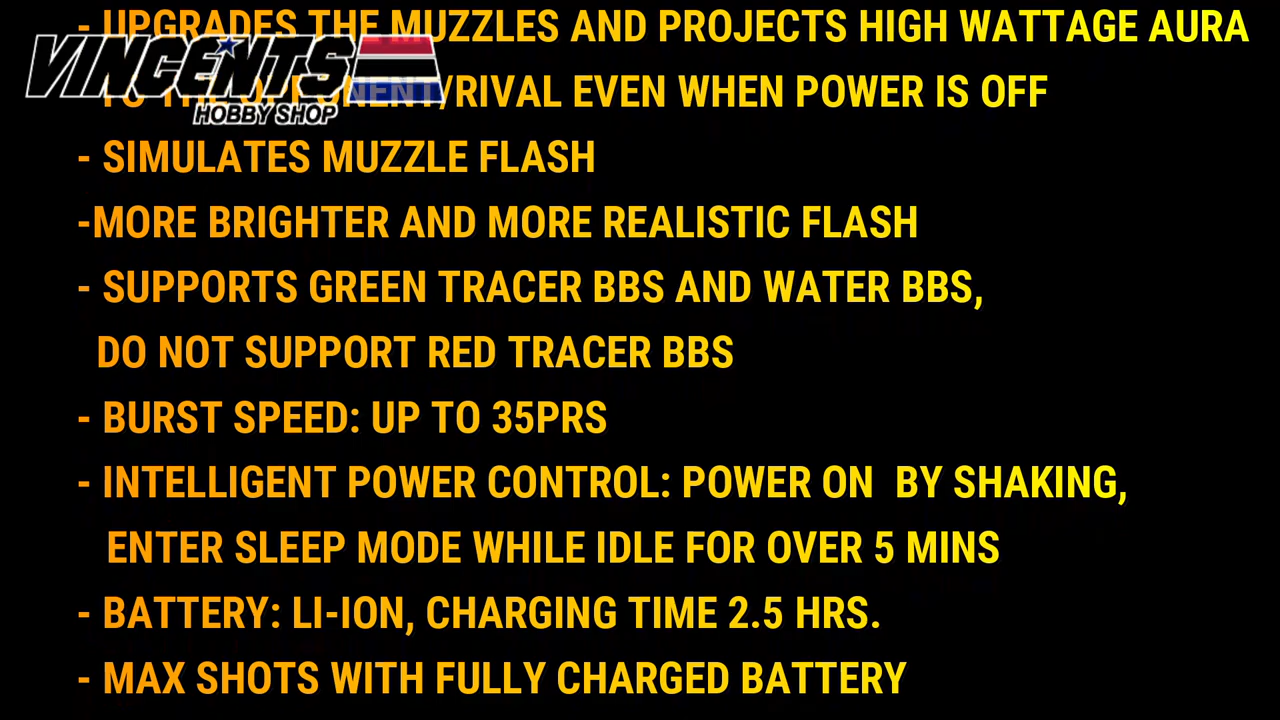 - UPGRADES THE MUZZLES AND PROJECTS HIGH WATTAGE AURA
VINCENTS
HOBBY SHOP
TO THE OPPONENT/RIVAL EVEN WHEN POWER IS OFF
- SIMULATES MUZZLE FLASH
-MORE BRIGHTER AND MORE REALISTIC FLASH
- SUPPORTS GREEN TRACER BBS AND WATER BBS,
DO NOT SUPPORT RED TRACER BBS
- BURST SPEED: UP TO 35PRS
- INTELLIGENT POWER CONTROL: POWER ON BY SHAKING,
ENTER SLEEP MODE WHILE IDLE FOR OVER 5 MINS
- BATTERY: LI-ION, CHARGING TIME 2.5 HRS.
- MAX SHOTS WITH FULLY CHARGED BATTERY